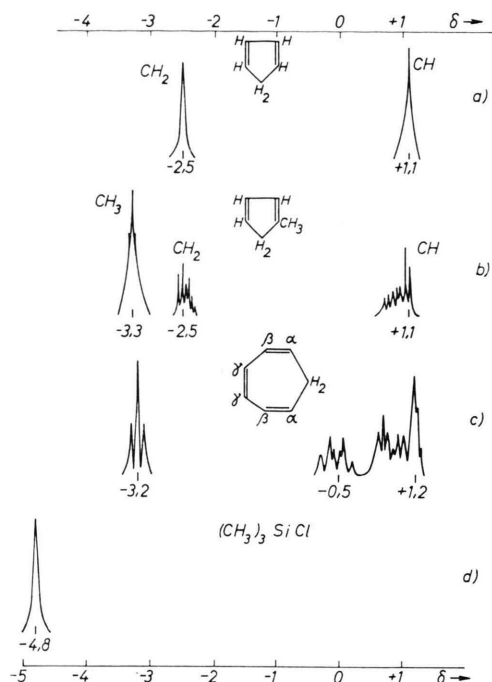 -4 -3 -2 -1 0 +1 δ →
H H
CH₂ H H CH
H₂ a)
-2,5 +1,1
CH₃ H H
CH₂ H CH₃ CH
H₂ b)
-3,3 -2,5 +1,1
β α
γ H₂
γ c)
β α
-3,2 -0,5 +1,2
(CH₃)₃ Si Cl
d)
-4,8
-5 -4 -3 -2 -1 0 +1 δ →